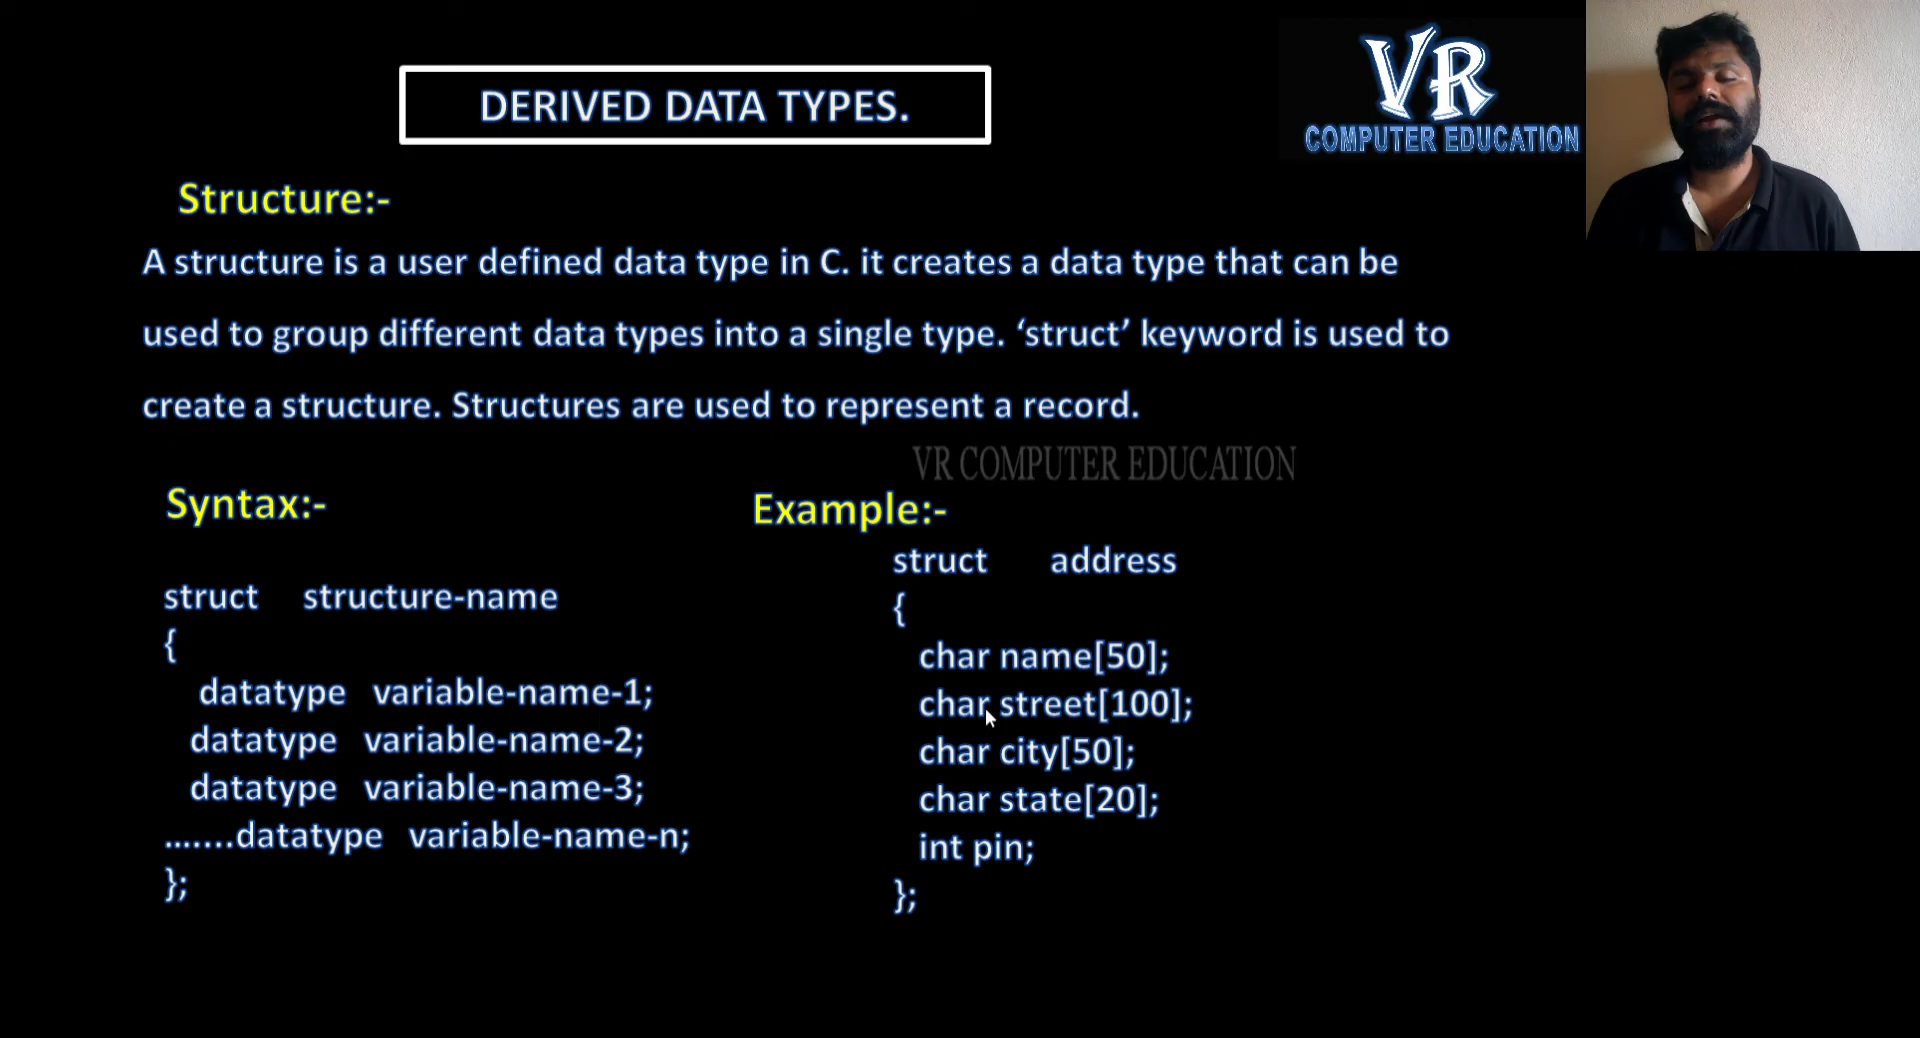 DERIVED DATA TYPES.
VR
COMPUTER EDUCATION
Structure:-
A structure is a user defined data type in C. it creates a data type that can be
used to group different data types into a single type. ‘struct’ keyword is used to
create a structure. Structures are used to represent a record.
VR COMPUTER EDUCATION
Syntax:-
struct structure-name
{
datatype variable-name-1;
datatype variable-name-2;
datatype variable-name-3;
........datatype variable-name-n;
};
Example:-
struct address
{
char name[50];
char street[100];
char city[50];
char state[20];
int pin;
};